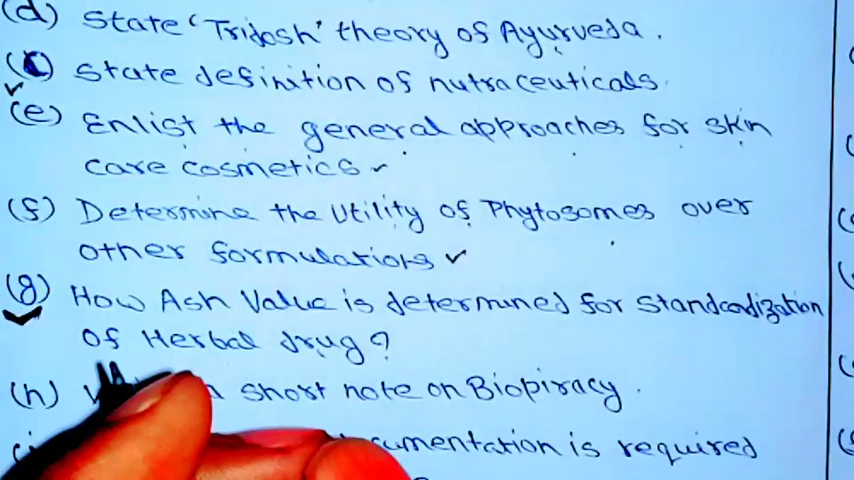 (d) State 'Tridosh' theory of Ayurveda.
State definition of nutraceuticals.
(e) Enlist the general approaches for skin
care cosmetics
(f) Determine the Utility of Phytosomes over
other formulations
(g) How Ash Value is determined for Standardization
Of Herbal drug?
(h) short note on Biopiracy.
is required